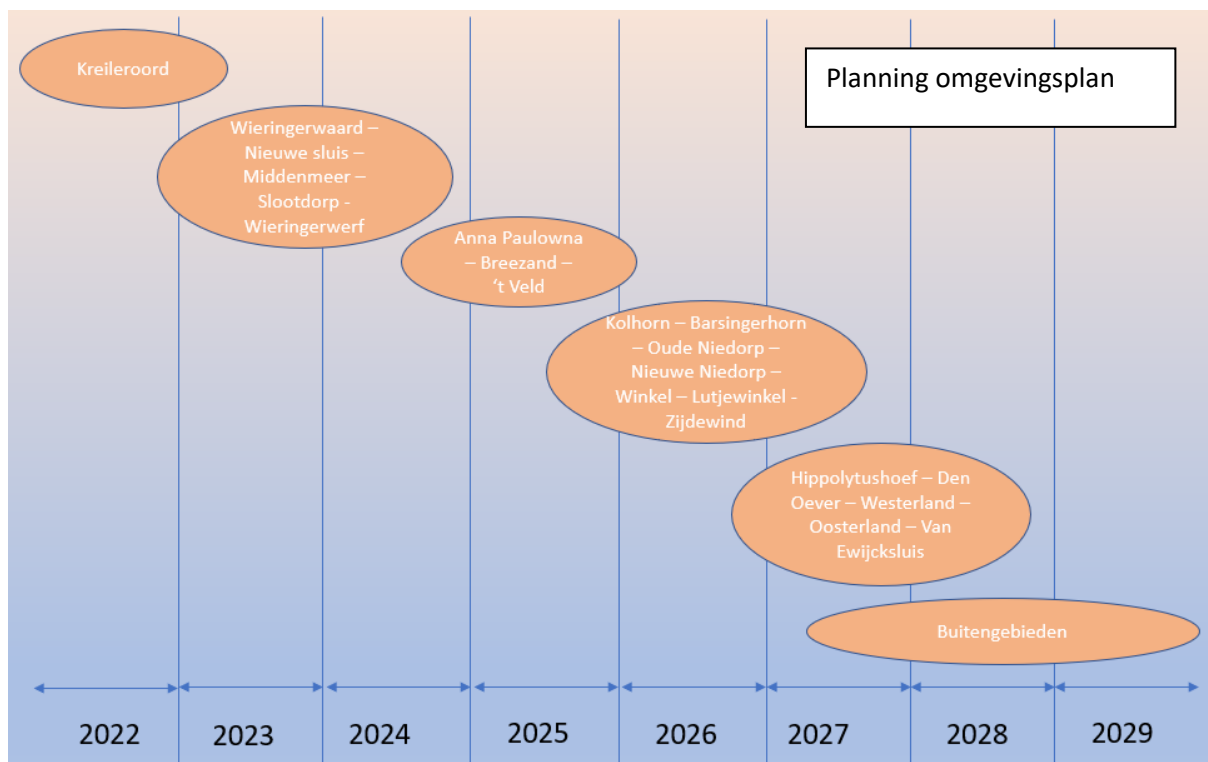 Planning omgevingsplan
Kreileroord
Wieringerwaard –
Nieuwe sluis –
Middenmeer –
Slootdorp -
Wieringerwerf
Anna Paulowna
– Breezand –
‘t Veld
Kolhorn – Barsingerhorn
– Oude Niedorp –
Nieuwe Niedorp –
Winkel – Lutjewinkel -
Zijdewind
Hippolytushoef – Den
Oever – Westerland –
Oosterland – Van
Ewijcksluis
Buitengebieden
2022 2023 2024 2025 2026 2027 2028 2029